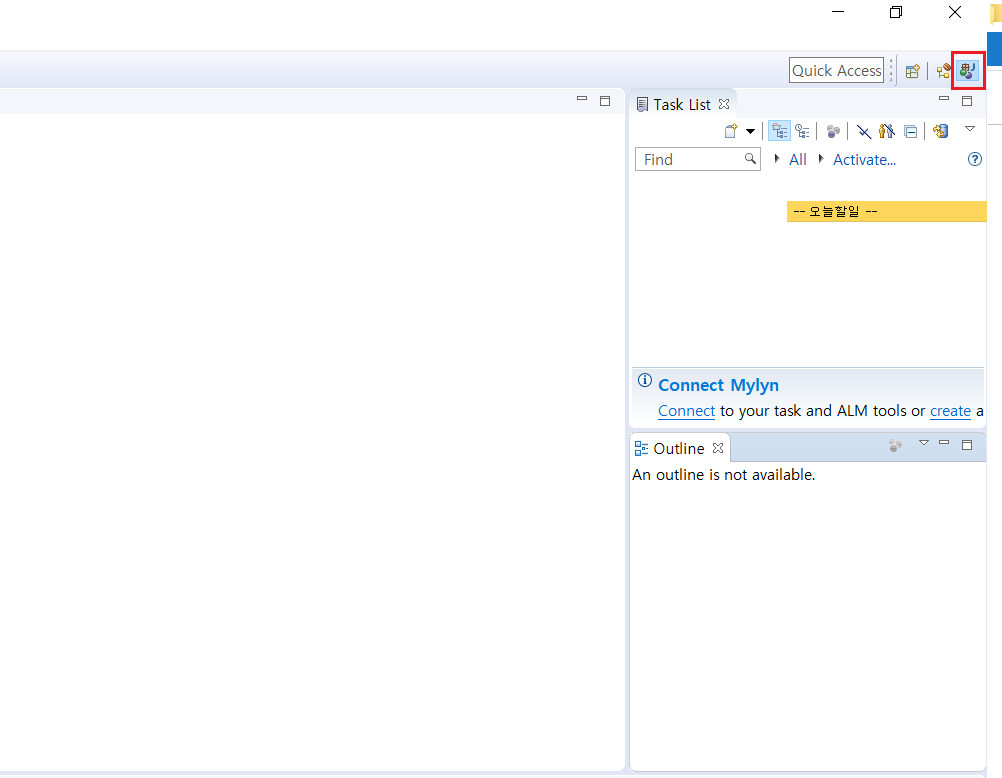 Quick Access
Task List
Find
All
Activate...
-- 오늘할일 --
Connect Mylyn
Connect to your task and ALM tools or create a
Outline
An outline is not available.